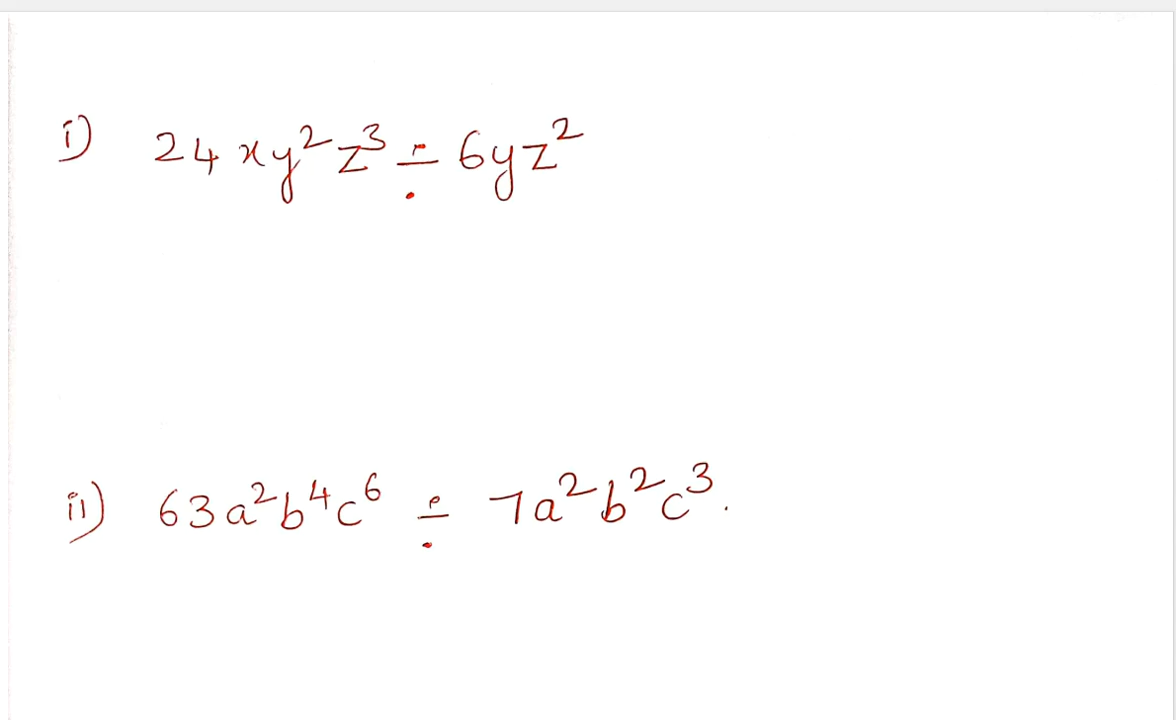 i) 24xy²z³ ÷ 6yz²
ii) 63a²b⁴c⁶ ÷ 7a²b²c³.